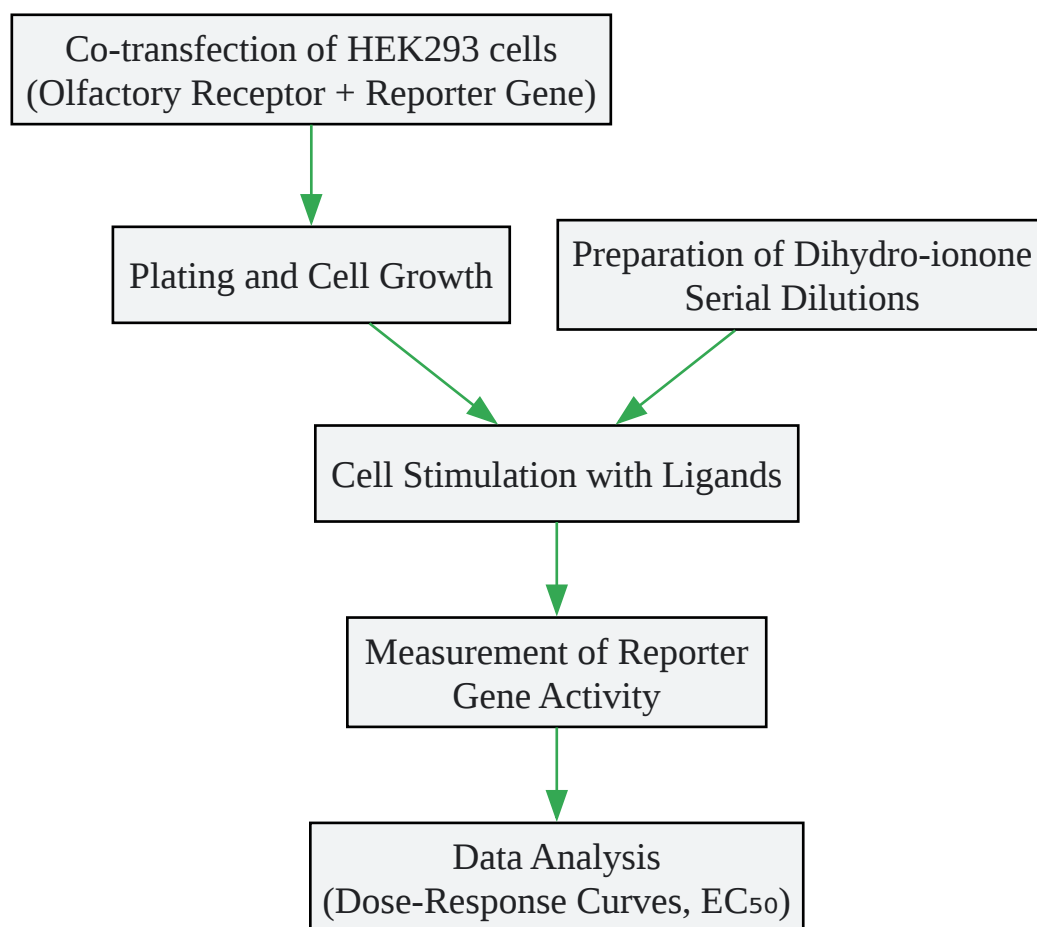 Co-transfection of HEK293 cells
(Olfactory Receptor + Reporter Gene)
Plating and Cell Growth
Preparation of Dihydro-ionone
Serial Dilutions
Cell Stimulation with Ligands
Measurement of Reporter
Gene Activity
Data Analysis
(Dose-Response Curves, EC₅₀)